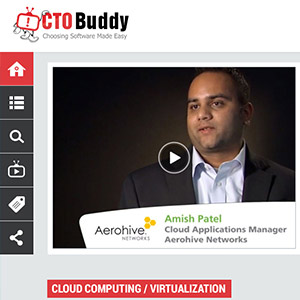 CTO Buddy
Choosing Software Made Easy
Aerohive
NETWORKS
Amish Patel
Cloud Applications Manager
Aerohive Networks
CLOUD COMPUTING / VIRTUALIZATION